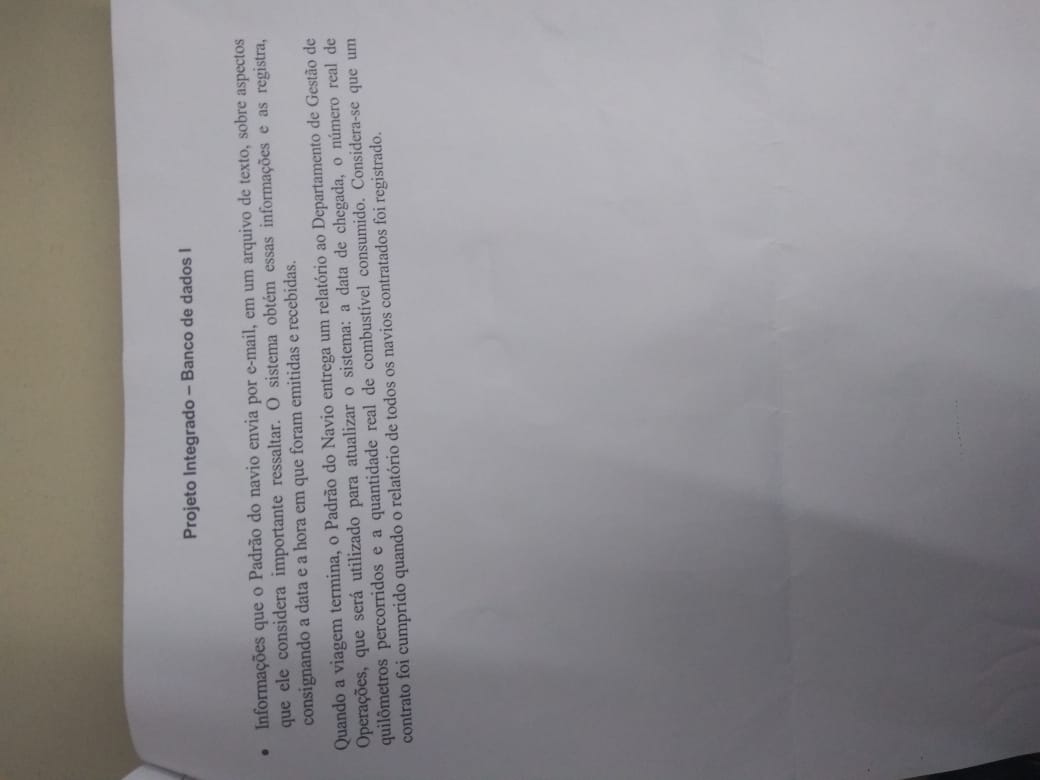 Projeto Integrado – Banco de dados I
• Informações que o Padrão do navio envia por e-mail, em um arquivo de texto, sobre aspectos
que ele considera importante ressaltar. O sistema obtém essas informações e as registra,
consignando a data e a hora em que foram emitidas e recebidas.
Quando a viagem termina, o Padrão do Navio entrega um relatório ao Departamento de Gestão de
Operações, que será utilizado para atualizar o sistema: a data de chegada, o número real de
quilômetros percorridos e a quantidade real de combustível consumido. Considera-se que um
contrato foi cumprido quando o relatório de todos os navios contratados foi registrado.